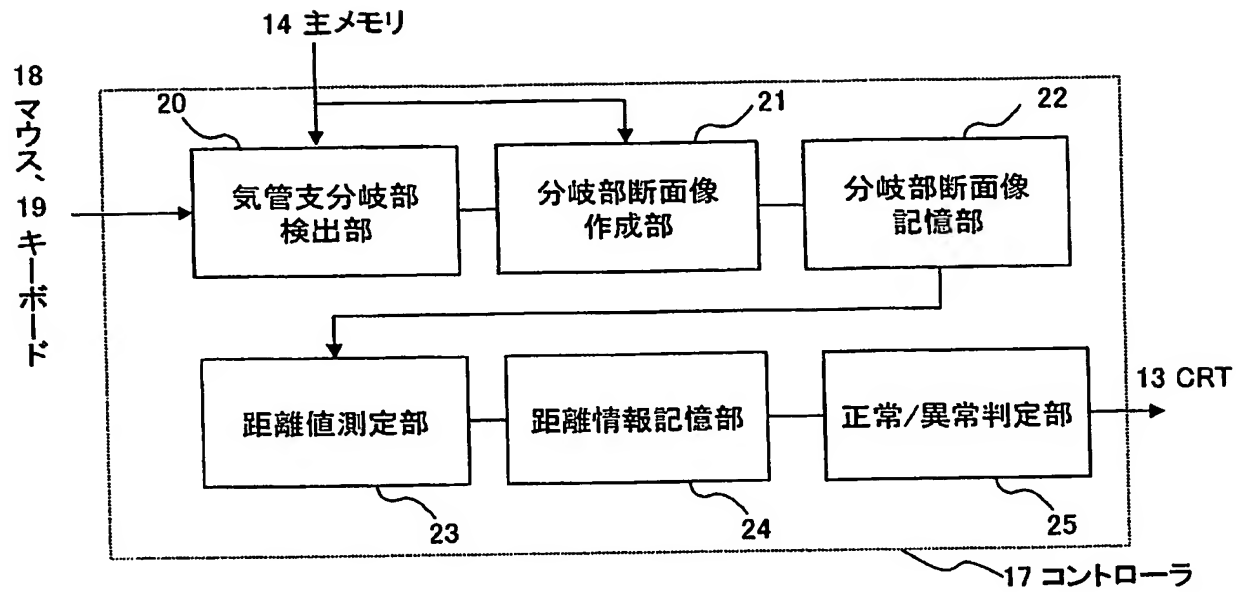 14 主メモリ
18
マウス、
19
キーボード
20
21
22
気管支分岐部
検出部
分岐部断面像
作成部
分岐部断面像
記憶部
距離値測定部
距離情報記憶部
正常/異常判定部
13 CRT
23
24
25
17 コントローラ